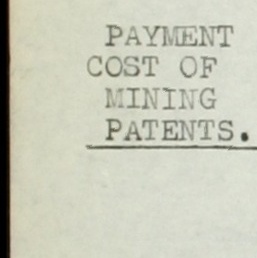 PAYMENT
COST OF
MINING
PATENTS.